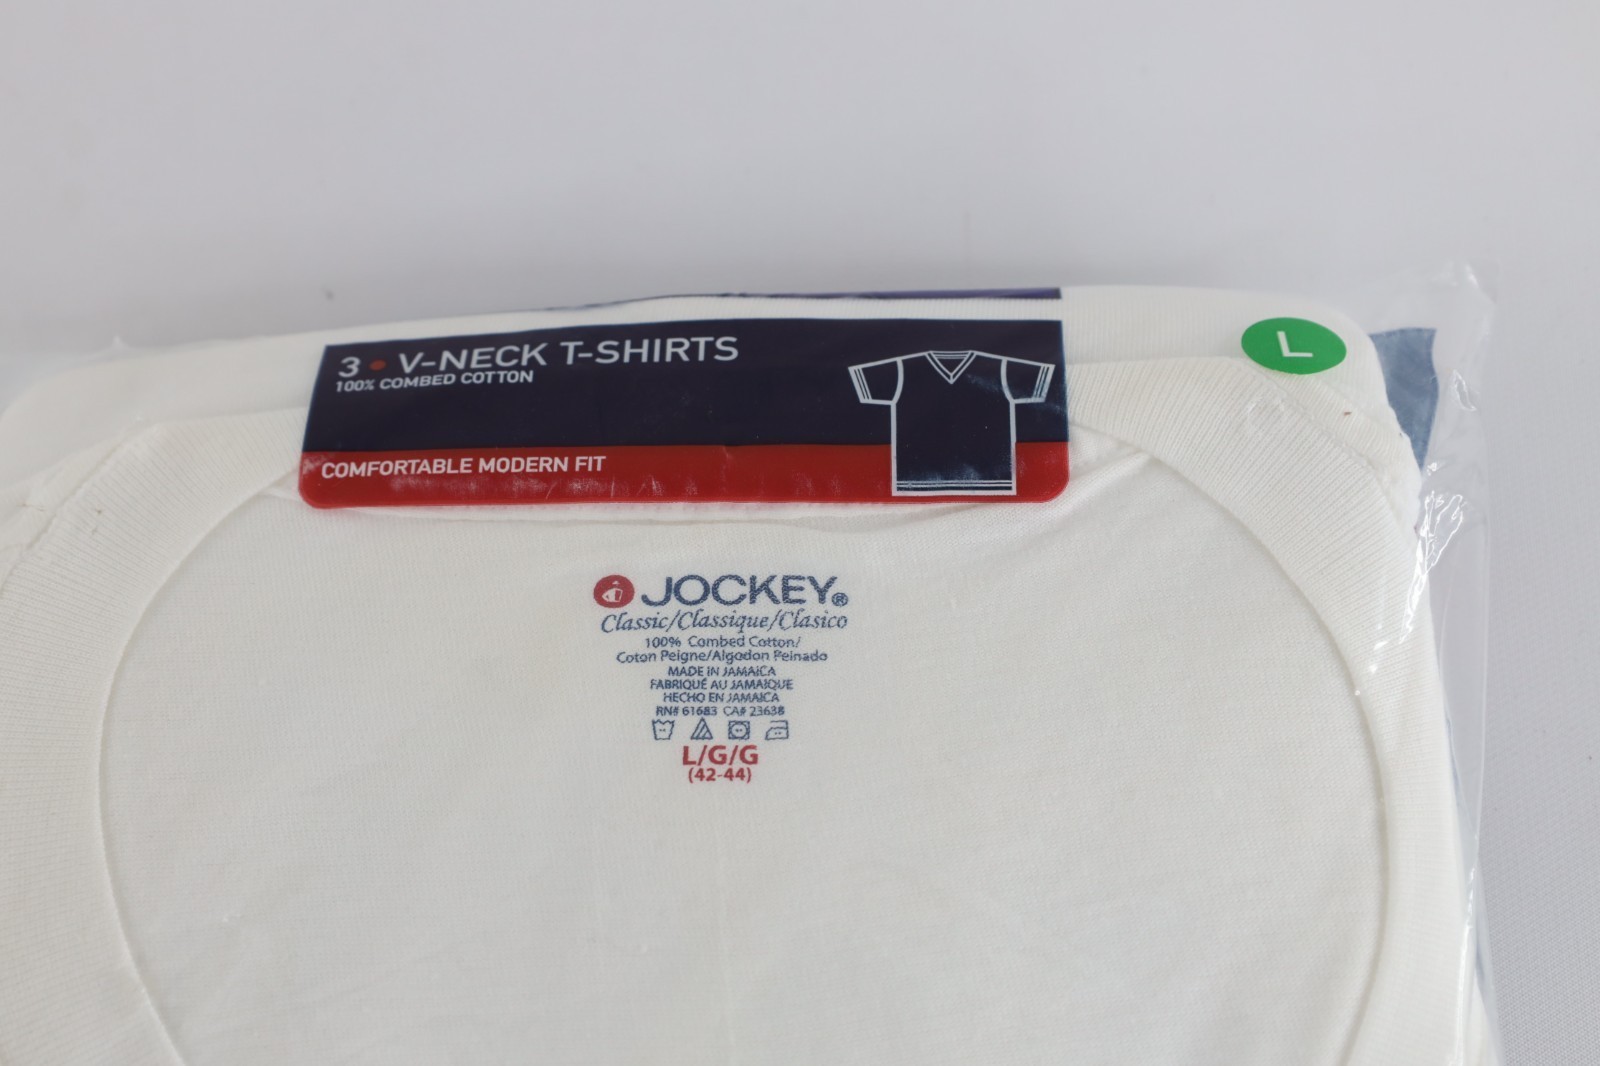 3 • V-NECK T-SHIRTS
100% COMBED COTTON
L
COMFORTABLE MODERN FIT
JOCKEY®
Classic/Classique/Clasico
100% Combed Cotton/
Coton Peigne/Algodon Peinado
MADE IN JAMAICA
FABRIQUÉ AU JAMAIQUE
HECHO EN JAMAICA
RN# 61683 CA# 23638
L/G/G
(42-44)